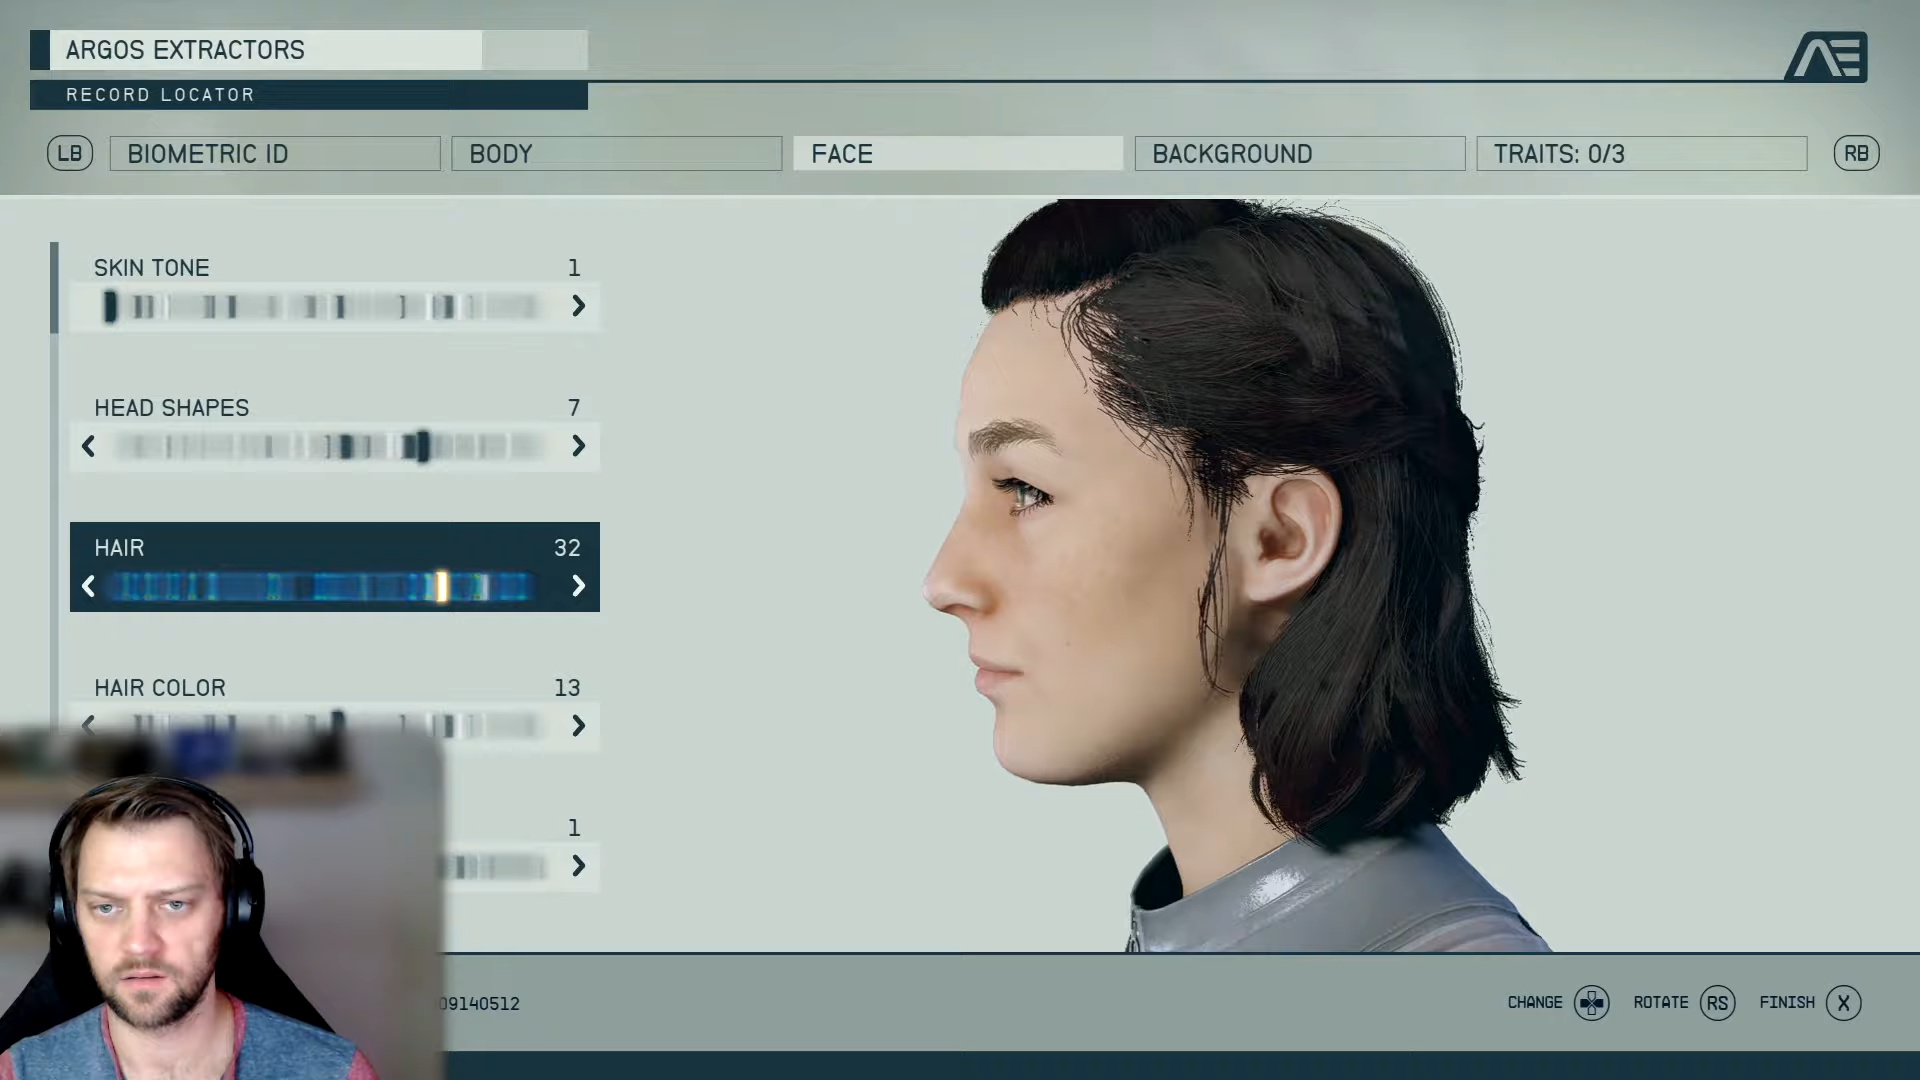 ARGOS EXTRACTORS
RECORD LOCATOR
AE
LB BIOMETRIC ID BODY FACE BACKGROUND TRAITS: 0/3 RB
SKIN TONE 1
HEAD SHAPES 7
HAIR 32
HAIR COLOR 13
1
09140512
CHANGE ROTATE RS FINISH X